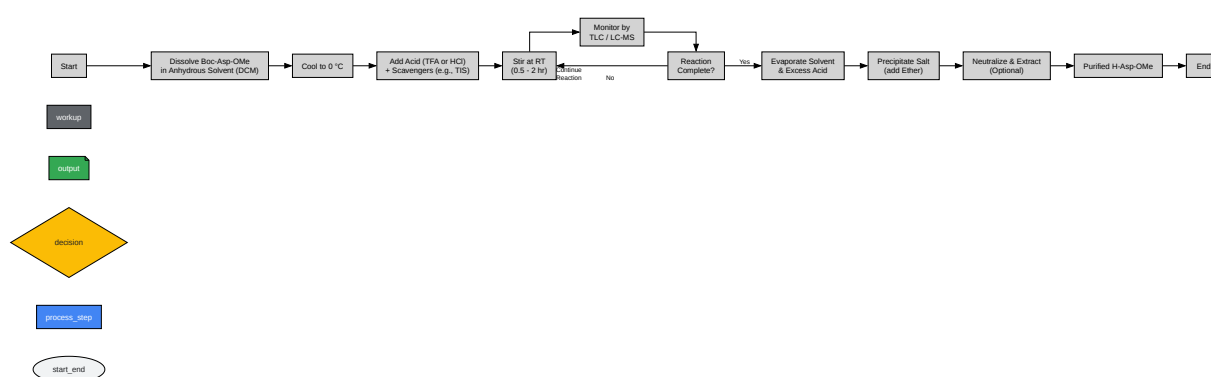 Start
Dissolve Boc-Asp-OMe
in Anhydrous Solvent (DCM)
Cool to 0 °C
Add Acid (TFA or HCl)
+ Scavengers (e.g., TIS)
Stir at RT
(0.5 - 2 hr)
Monitor by
TLC / LC-MS
Continue
Reaction
No
Reaction
Complete?
Yes
Evaporate Solvent
& Excess Acid
Precipitate Salt
(add Ether)
Neutralize & Extract
(Optional)
Purified H-Asp-OMe
End
workup
output
decision
process_step
start_end